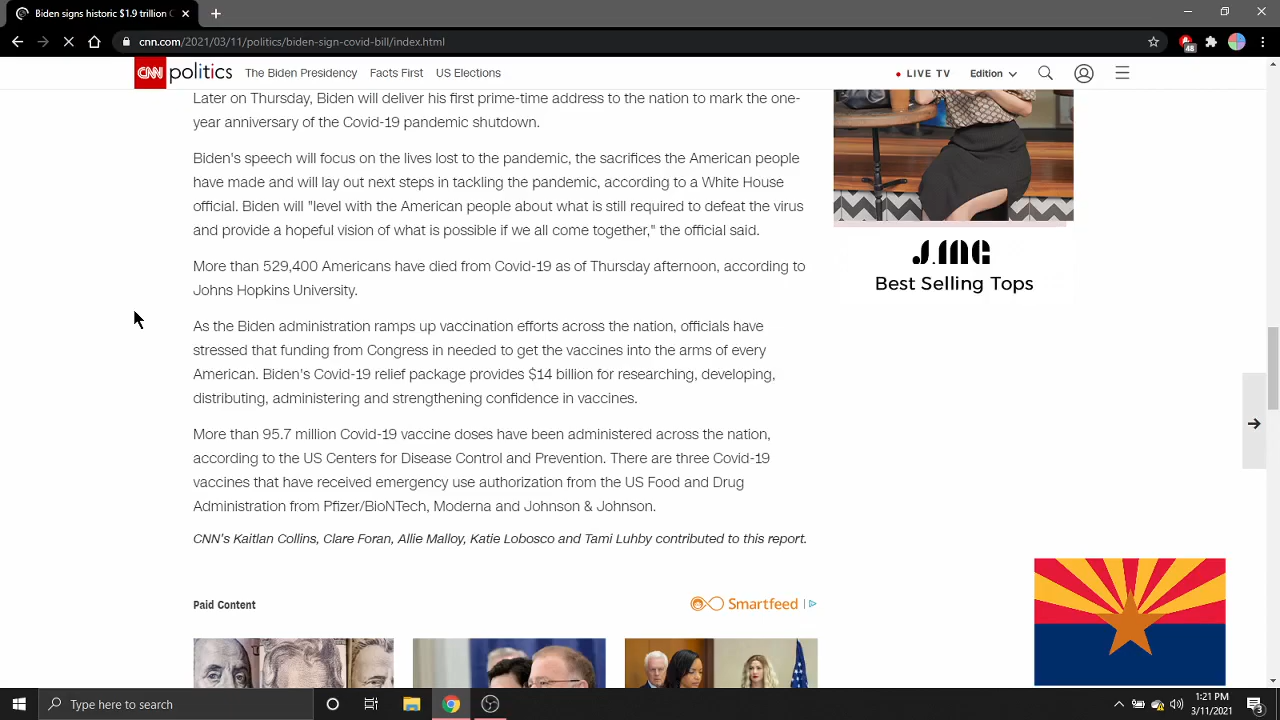 Biden signs historic $1.9 trillion C
cnn.com/2021/03/11/politics/biden-sign-covid-bill/index.html
48
CNN politics The Biden Presidency Facts First US Elections LIVE TV Edition
Later on Thursday, Biden will deliver his first prime-time address to the nation to mark the one-
year anniversary of the Covid-19 pandemic shutdown.
Biden's speech will focus on the lives lost to the pandemic, the sacrifices the American people
have made and will lay out next steps in tackling the pandemic, according to a White House
official. Biden will "level with the American people about what is still required to defeat the virus
and provide a hopeful vision of what is possible if we all come together," the official said.
More than 529,400 Americans have died from Covid-19 as of Thursday afternoon, according to
Johns Hopkins University.
As the Biden administration ramps up vaccination efforts across the nation, officials have
stressed that funding from Congress in needed to get the vaccines into the arms of every
American. Biden's Covid-19 relief package provides $14 billion for researching, developing,
distributing, administering and strengthening confidence in vaccines.
More than 95.7 million Covid-19 vaccine doses have been administered across the nation,
according to the US Centers for Disease Control and Prevention. There are three Covid-19
vaccines that have received emergency use authorization from the US Food and Drug
Administration from Pfizer/BioNTech, Moderna and Johnson & Johnson.
CNN's Kaitlan Collins, Clare Foran, Allie Malloy, Katie Lobosco and Tami Luhby contributed to this report.
J.ING
Best Selling Tops
Paid Content
Smartfeed
Type here to search
1:21 PM
3/11/2021
3